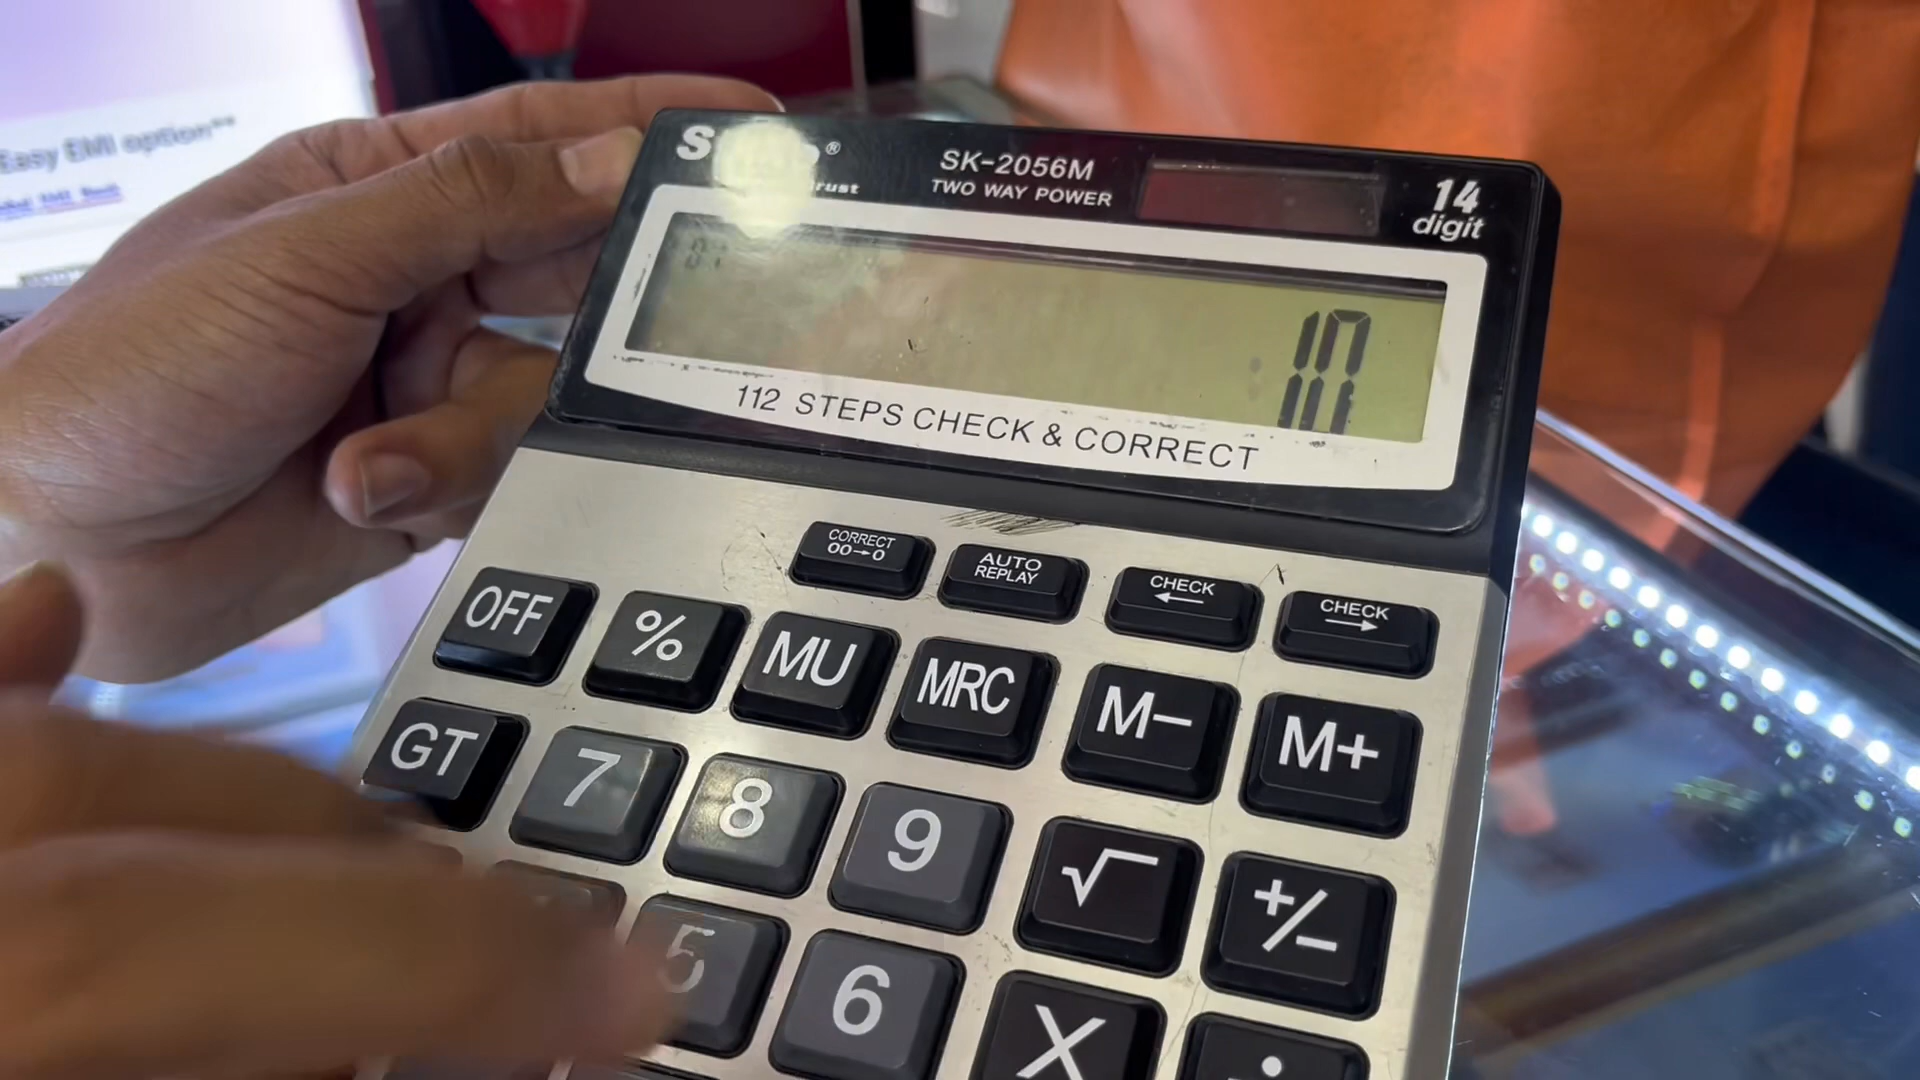 Easy EMI option**
SK-2056M
TWO WAY POWER
14
digit
10
112 STEPS CHECK & CORRECT
CORRECT
00→0
AUTO
REPLAY
CHECK
←
CHECK
→
OFF
%
MU
MRC
M−
M+
GT
7
8
9
√
+/−
5
6
X
÷